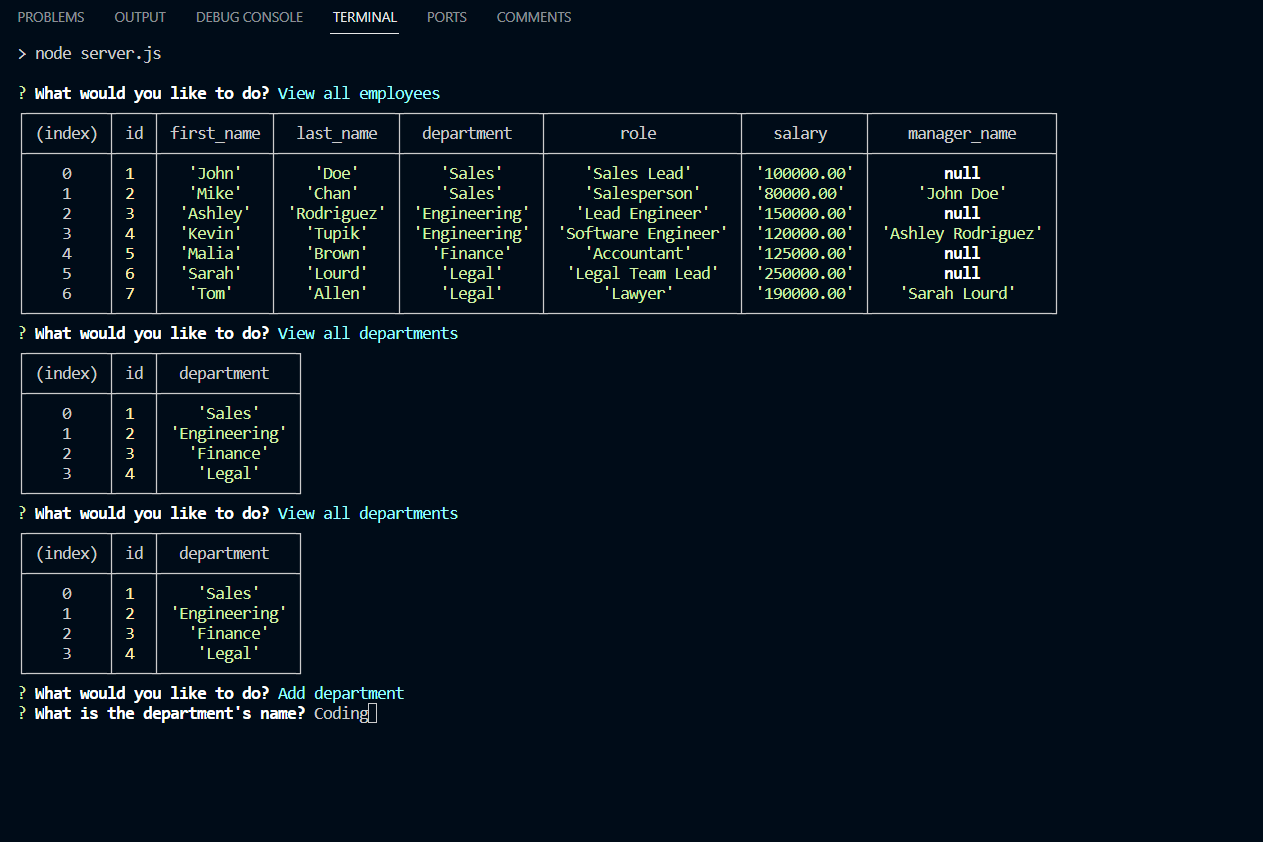 PROBLEMS OUTPUT DEBUG CONSOLE TERMINAL PORTS COMMENTS
> node server.js
? What would you like to do? View all employees
(index) id first_name last_name department role salary manager_name
0 1 'John' 'Doe' 'Sales' 'Sales Lead' '100000.00' null
1 2 'Mike' 'Chan' 'Sales' 'Salesperson' '80000.00' 'John Doe'
2 3 'Ashley' 'Rodriguez' 'Engineering' 'Lead Engineer' '150000.00' null
3 4 'Kevin' 'Tupik' 'Engineering' 'Software Engineer' '120000.00' 'Ashley Rodriguez'
4 5 'Malia' 'Brown' 'Finance' 'Accountant' '125000.00' null
5 6 'Sarah' 'Lourd' 'Legal' 'Legal Team Lead' '250000.00' null
6 7 'Tom' 'Allen' 'Legal' 'Lawyer' '190000.00' 'Sarah Lourd'
? What would you like to do? View all departments
(index) id department
0 1 'Sales'
1 2 'Engineering'
2 3 'Finance'
3 4 'Legal'
? What would you like to do? View all departments
(index) id department
0 1 'Sales'
1 2 'Engineering'
2 3 'Finance'
3 4 'Legal'
? What would you like to do? Add department
? What is the department's name? Coding